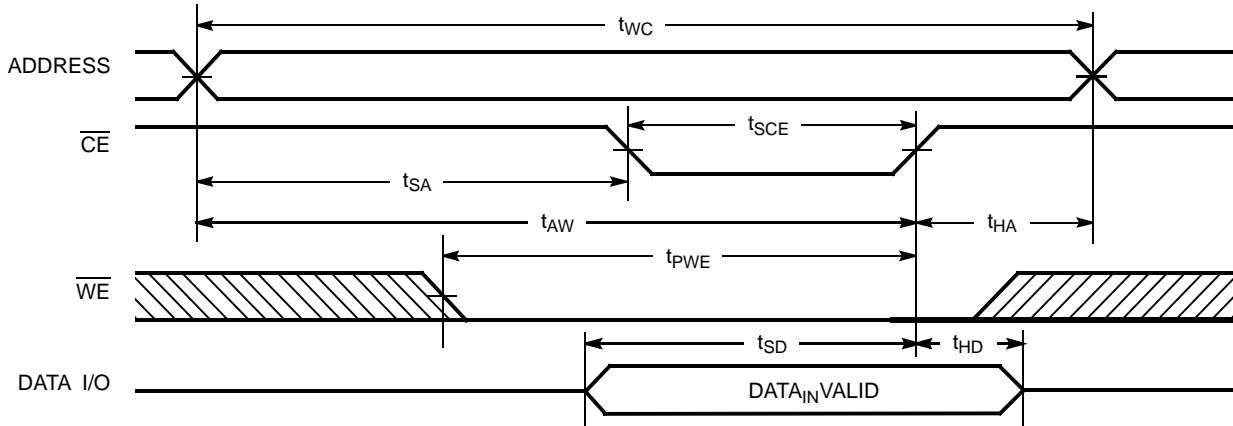 tWC
ADDRESS
CE
tSCE
tSA
tAW
tHA
tPWE
WE
tSD
tHD
DATA I/O
DATAINVALID